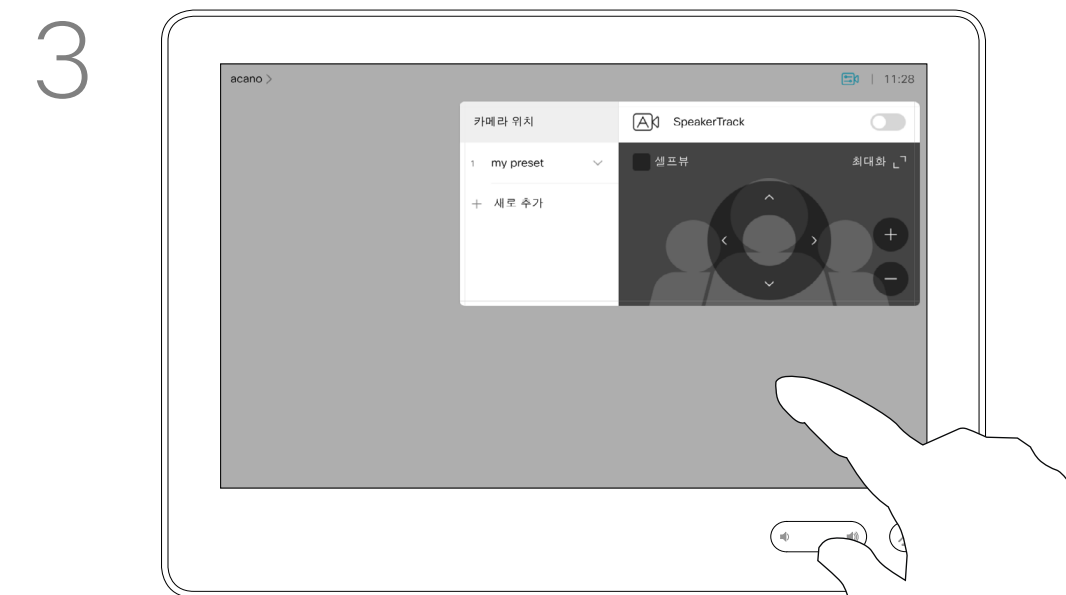 3
acano >
11:28
카메라 위치
SpeakerTrack
1 my preset
셀프뷰
최대화
+ 새로 추가